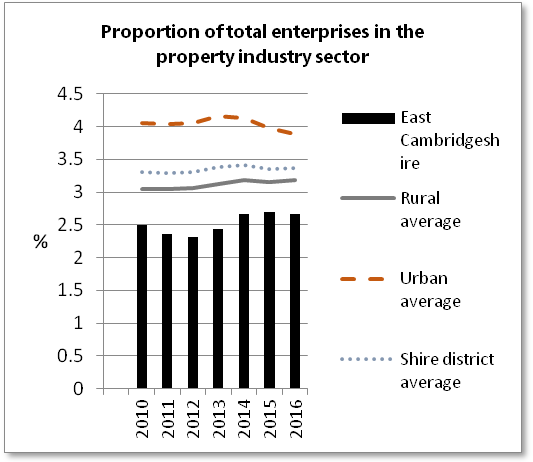 Proportion of total enterprises in the
property industry sector
4.5
4
3.5
3
2.5
2
1.5
1
0.5
0
%
2010
2011
2012
2013
2014
2015
2016
East
Cambridgesh
ire
Rural
average
Urban
average
Shire district
average